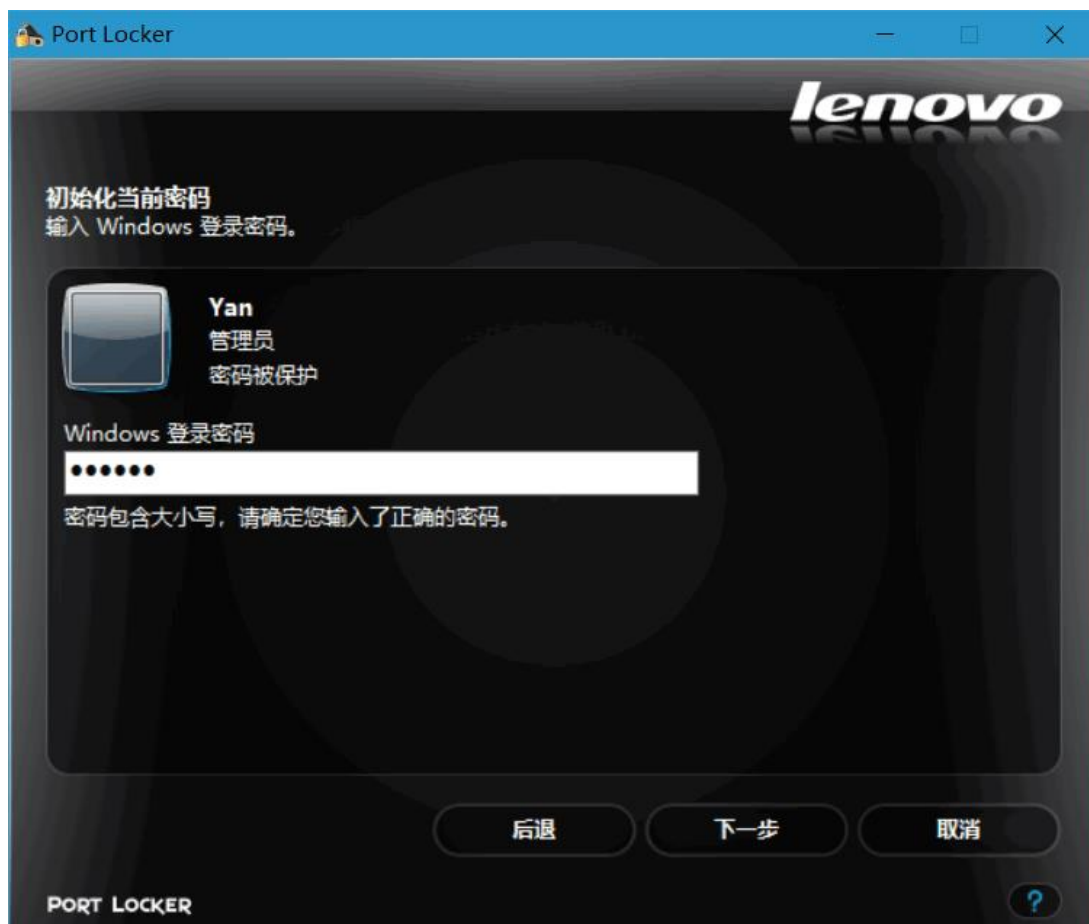 Port Locker
lenovo
初始化当前密码
输入 Windows 登录密码。
Yan
管理员
密码被保护
Windows 登录密码
••••••
密码包含大小写，请确定您输入了正确的密码。
后退
下一步
取消
PORT LOCKER
?